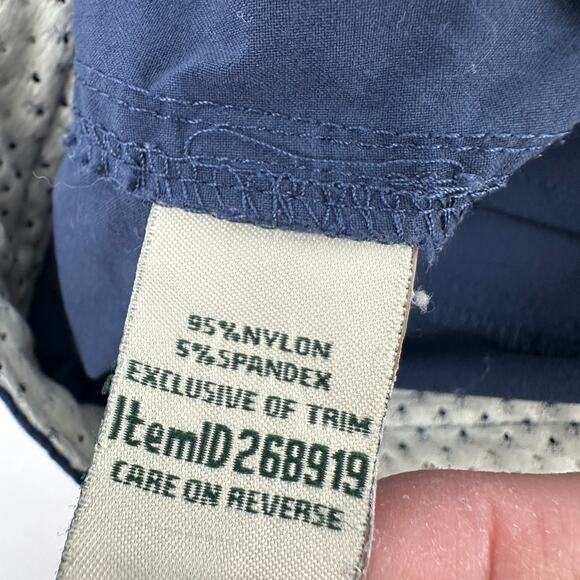 95%NYLON
5%SPANDEX
EXCLUSIVE OF TRIM
ItemID268919
CARE ON REVERSE